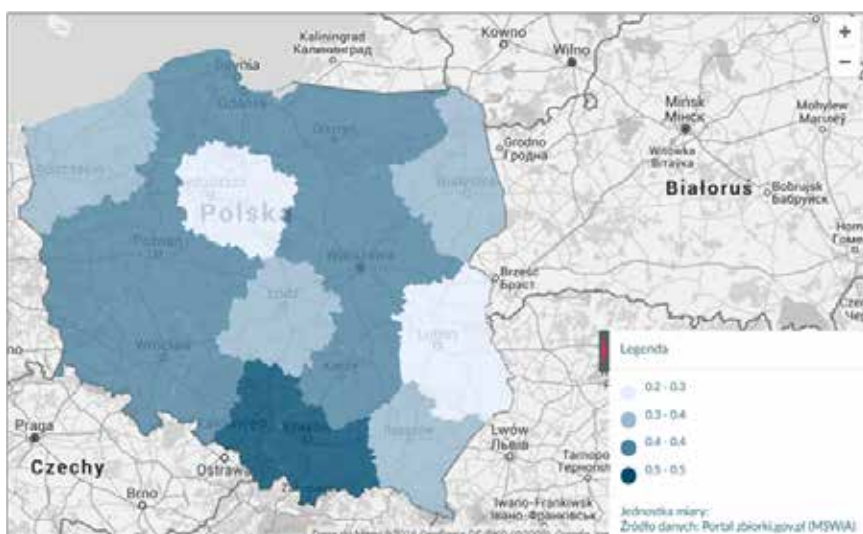 Kaliningrad
Калининград
Kowno
Wilno
Gdynia
Gdańsk
Olsztyn
Grodno
Гродна
Mińsk
Мінск
Mohylew
Магілёў
Białoruś
Bobrujsk
Бабруйск
Szczecin
Polska
Białystok
Poznań
Warszawa
Brześć
Брэст
Łódź
Lublin
Wrocław
Kielce
Kraków
Rzeszów
Praga
Czechy
Ostrawa
Brno
Lwów
Львів
Iwano-Frankiwsk
Івано-Франківськ
+
−
Legenda
0.2 - 0.3
0.3 - 0.4
0.4 - 0.4
0.5 - 0.5
Jednostka miary:
Źródło danych: Portal zbiorki.gov.pl (MSWiA)